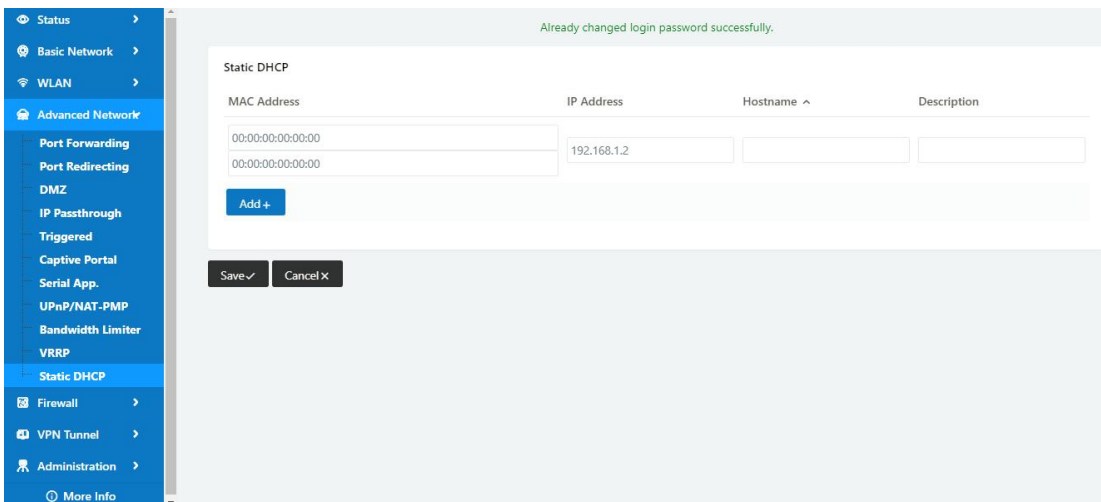 Status
Basic Network
WLAN
Advanced Network
Port Forwarding
Port Redirecting
DMZ
IP Passthrough
Triggered
Captive Portal
Serial App.
UPnP/NAT-PMP
Bandwidth Limiter
VRRP
Static DHCP
Firewall
VPN Tunnel
Administration
More Info
Already changed login password successfully.
Static DHCP
MAC Address IP Address Hostname Description
00:00:00:00:00:00
192.168.1.2
00:00:00:00:00:00
Add+
Save Cancel